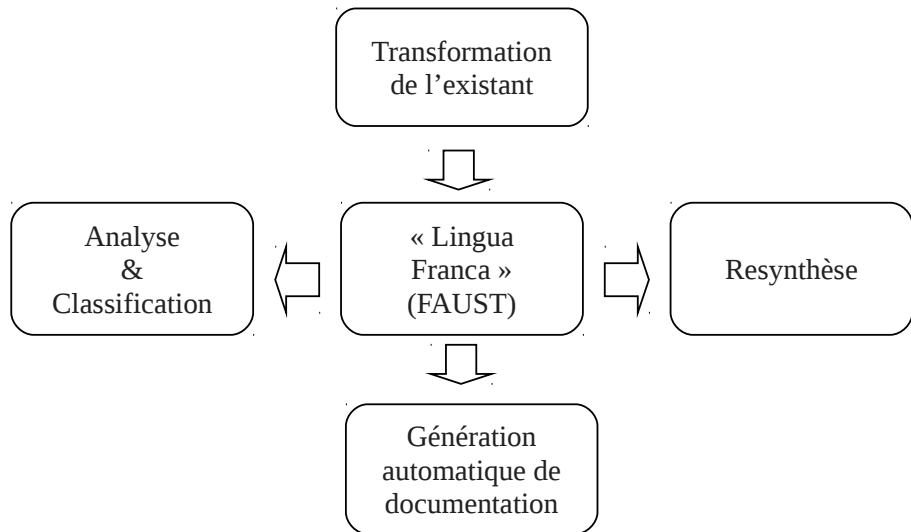 Transformation
de l’existant
Analyse
&
Classification
« Lingua
Franca »
(FAUST)
Resynthèse
Génération
automatique de
documentation